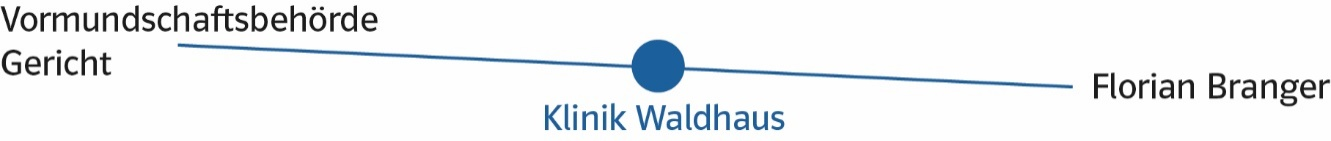 Vormundschaftsbehörde
Gericht
Klinik Waldhaus
Florian Branger